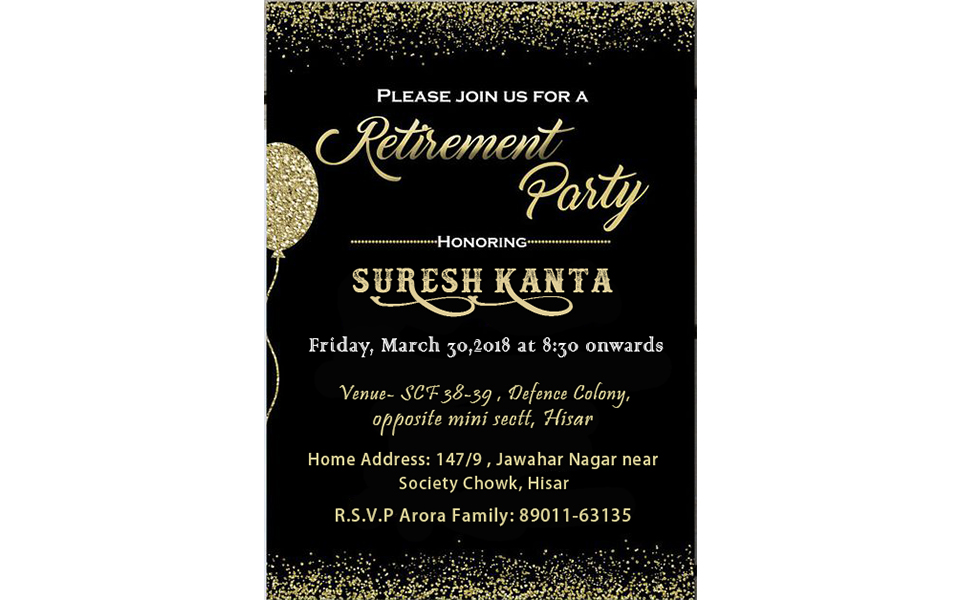 PLEASE JOIN US FOR A
Retirement
Party
HONORING
SURESH KANTA
Friday, March 30,2018 at 8:30 onwards
Venue- SCF 38-39 , Defence Colony,
opposite mini sectt, Hisar
Home Address: 147/9 , Jawahar Nagar near
Society Chowk, Hisar
R.S.V.P Arora Family: 89011-63135